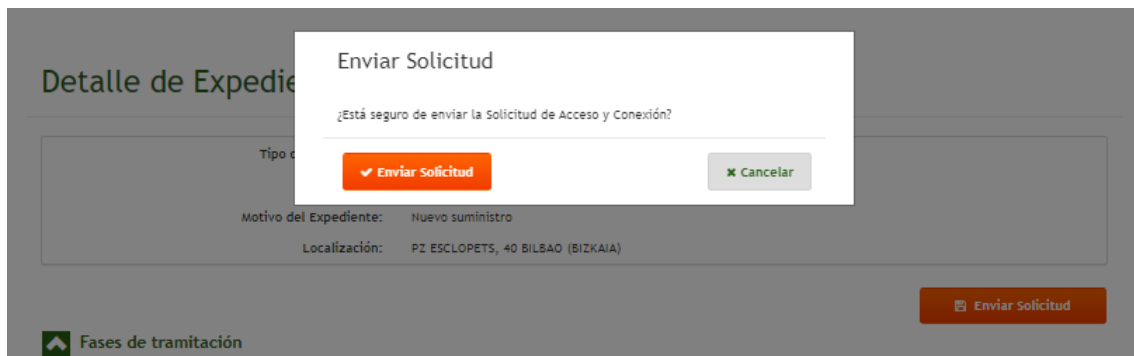 Enviar Solicitud
Detalle de Expedie
¿Está seguro de enviar la Solicitud de Acceso y Conexión?
Tipo d
✔ Enviar Solicitud
✖ Cancelar
Motivo del Expediente: Nuevo suministro
Localización: PZ ESCLOPETS, 40 BILBAO (BIZKAIA)
Enviar Solicitud
Fases de tramitación